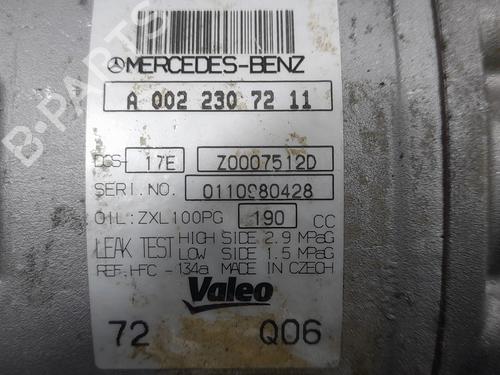 MERCEDES-BENZ
A 002 230 72 11
DCS- 17E Z0007512D
SERI.NO. 0110980428
OIL:ZXL100PG 190 CC
LEAK TEST HIGH SIDE 2.9 MPaG
LOW SIDE 1.5 MPaG
REF.HFC - 134a MADE IN CZECH
Valeo
72 Q06
B-PARTS